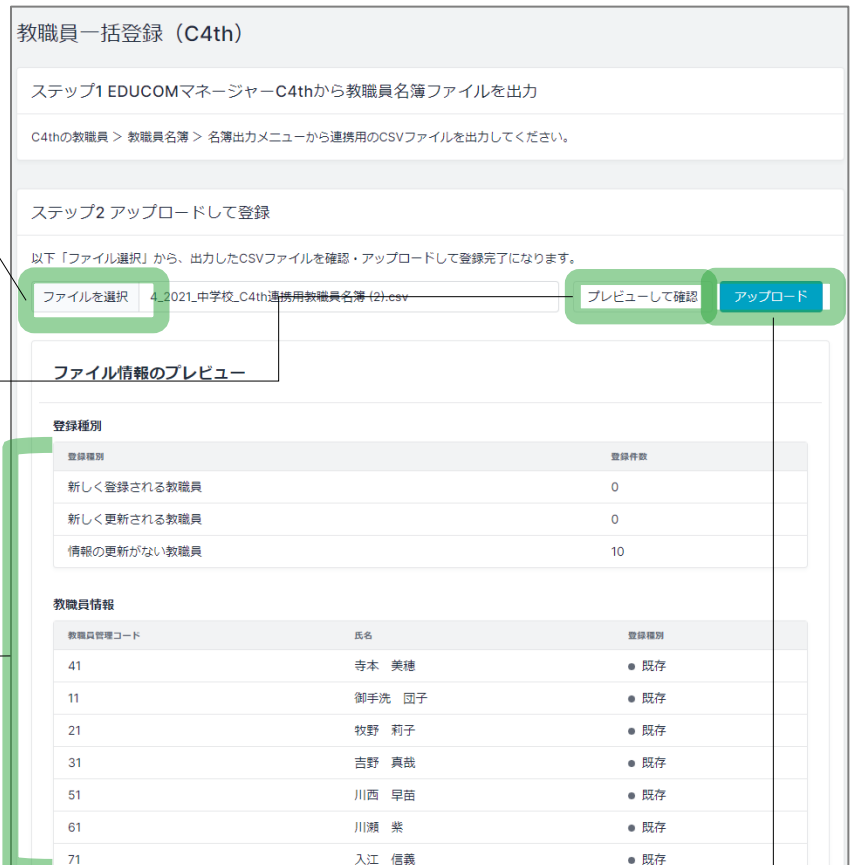 教職員一括登録（C4th）
ステップ1 EDUCOMマネージャーC4thから教職員名簿ファイルを出力
C4thの教職員 > 教職員名簿 > 名簿出力メニューから連携用のCSVファイルを出力してください。
ステップ2 アップロードして登録
以下「ファイル選択」から、出力したCSVファイルを確認・アップロードして登録完了になります。
ファイルを選択 4_2021_中学校_C4th連携用教職員名簿 (2).csv プレビューして確認 アップロード
ファイル情報のプレビュー
登録種別
登録種別 登録件数
新しく登録される教職員 0
新しく更新される教職員 0
情報の更新がない教職員 10
教職員情報
教職員管理コード 氏名 登録種別
41 寺本 美穂 ● 既存
11 御手洗 団子 ● 既存
21 牧野 莉子 ● 既存
31 吉野 真哉 ● 既存
51 川西 早苗 ● 既存
61 川瀬 紫 ● 既存
71 入江 信義 ● 既存